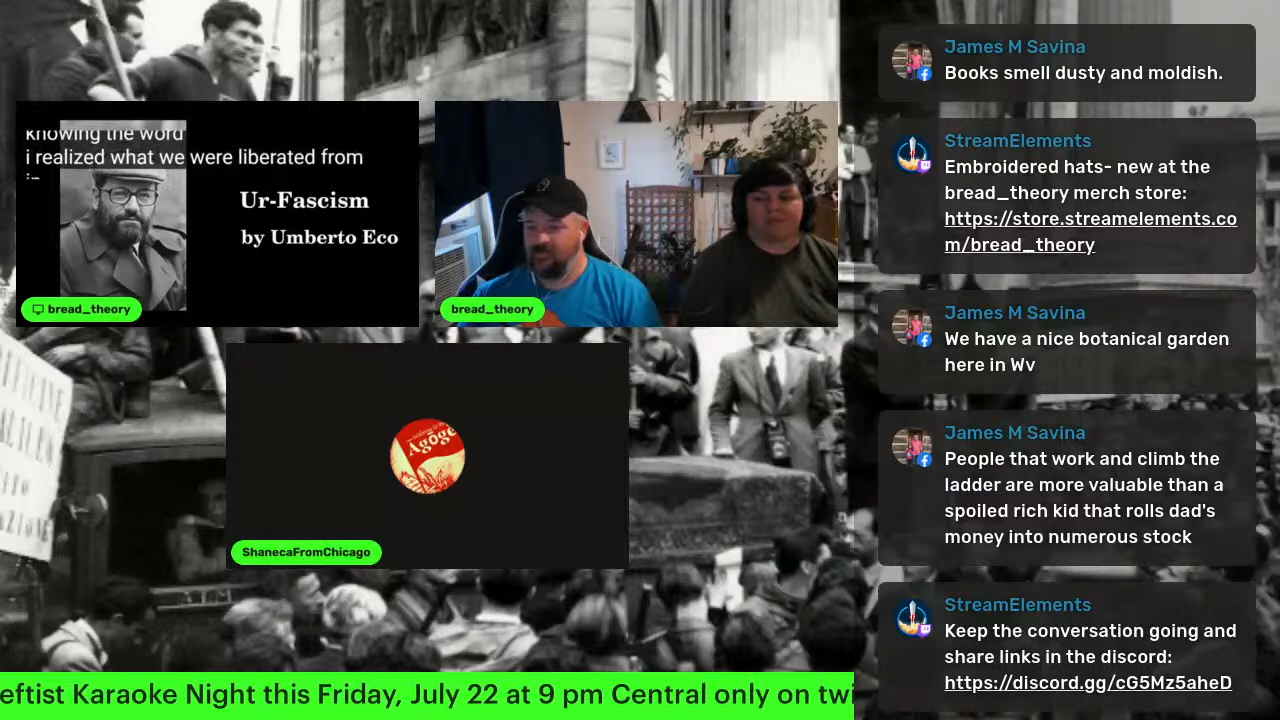 knowing the word
i realized what we were liberated from
Ur-Fascism
by Umberto Eco
bread_theory
bread_theory
Agōge
ShanecaFromChicago
eftist Karaoke Night this Friday, July 22 at 9 pm Central only on twi
James M Savina
Books smell dusty and moldish.
StreamElements
Embroidered hats- new at the
bread_theory merch store:
https://store.streamelements.co
m/bread_theory
James M Savina
We have a nice botanical garden
here in Wv
James M Savina
People that work and climb the
ladder are more valuable than a
spoiled rich kid that rolls dad's
money into numerous stock
StreamElements
Keep the conversation going and
share links in the discord:
https://discord.gg/cG5Mz5aheD